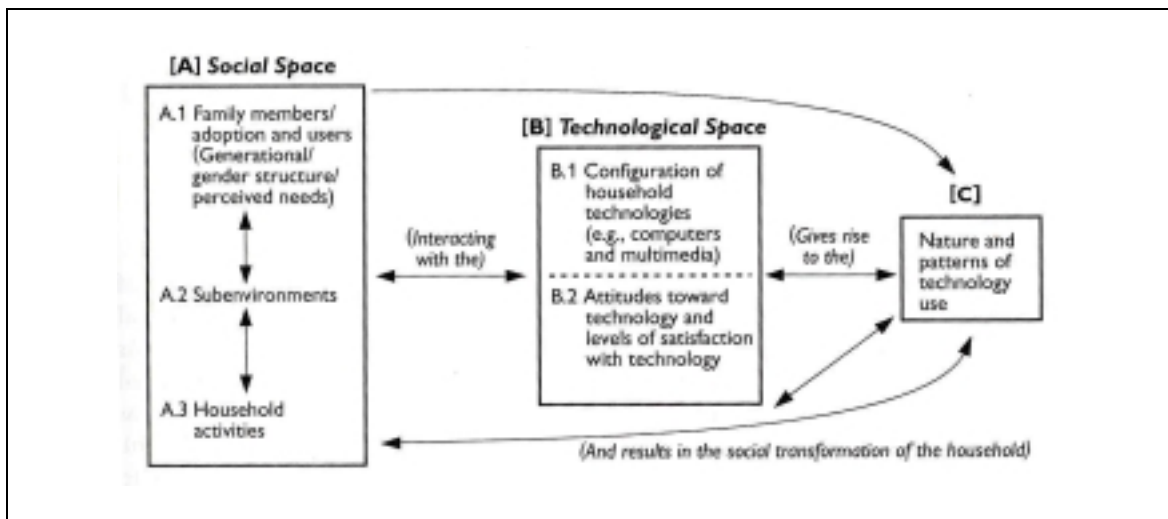 [A] Social Space
A.1 Family members/
adoption and users
(Generational/
gender structure/
perceived needs)
A.2 Subenvironments
A.3 Household
activities
(Interacting
with the)
[B] Technological Space
B.1 Configuration of
household
technologies
(e.g., computers
and multimedia)
B.2 Attitudes toward
technology and
levels of satisfaction
with technology
(Gives rise
to the)
[C]
Nature and
patterns of
technology
use
(And results in the social transformation of the household)